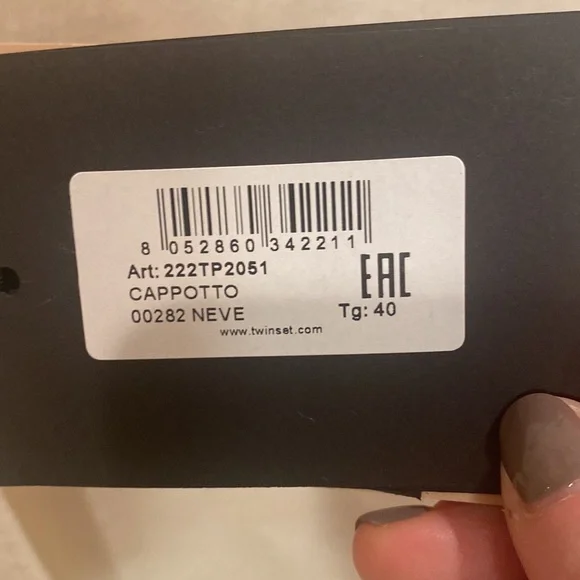 8 052860 342211
Art: 222TP2051
CAPPOTTO
EAC
00282 NEVE
Tg: 40
www.twinset.com